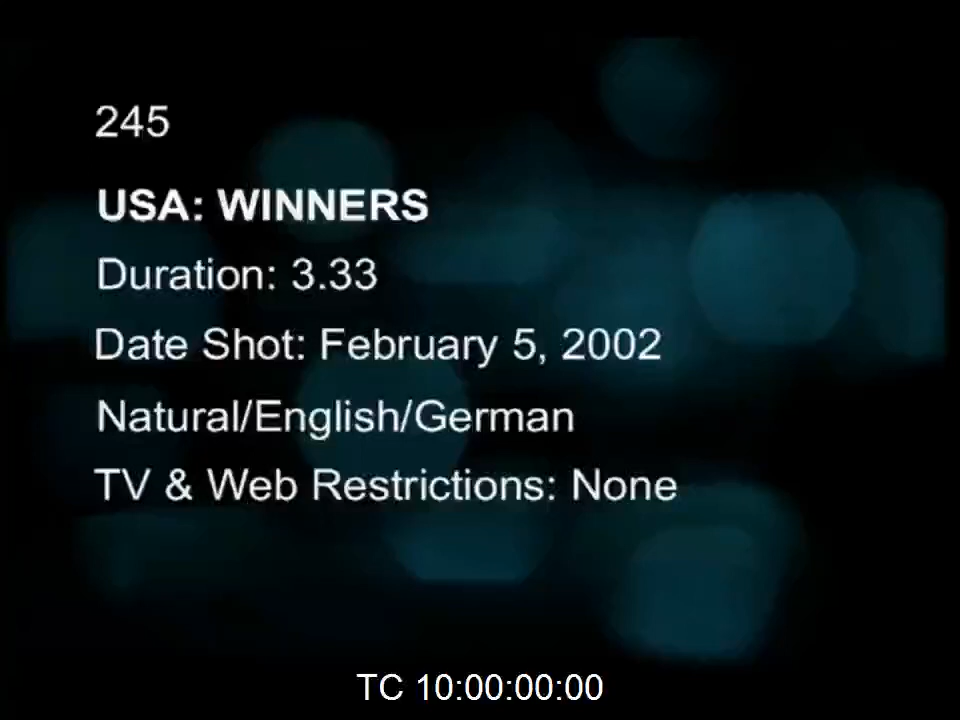 245
USA: WINNERS
Duration: 3.33
Date Shot: February 5, 2002
Natural/English/German
TV & Web Restrictions: None
TC 10:00:00:00